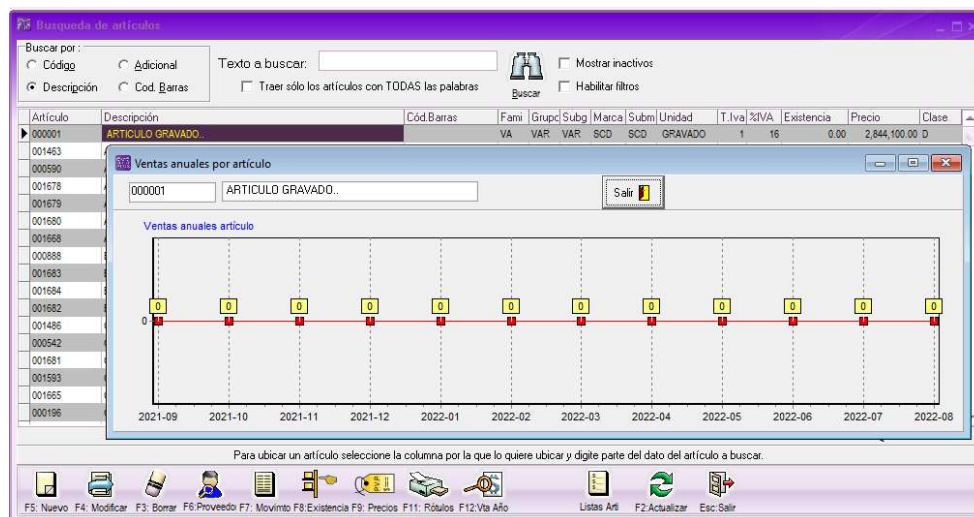 Busqueda de artículos
Buscar por :
Código
Adicional
Descripción
Cod. Barras
Texto a buscar:
Traer sólo los artículos con TODAS las palabras
Buscar
Mostrar inactivos
Habilitar filtros
Artículo Descripción Cód.Barras Fami Grupc Subg Marca Subm Unidad T.Iva %IVA Existencia Precio Clase
000001 ARTICULO GRAVADO.. VA VAR VAR SCD SCD GRAVADO 1 16 0.00 2,844,100.00 D
001463
000590
001678
001679
001680
001668
000888
001683
001684
001682
001486
000542
001681
001593
001665
000196
Ventas anuales por artículo
000001 ARTICULO GRAVADO.. Salir
Ventas anuales artículo
0 0 0 0 0 0 0 0 0 0 0 0
0
2021-09 2021-10 2021-11 2021-12 2022-01 2022-02 2022-03 2022-04 2022-05 2022-06 2022-07 2022-08
Para ubicar un artículo seleccione la columna por la que lo quiere ubicar y digite parte del dato del artículo a buscar.
F5: Nuevo F4: Modificar F3: Borrar F6:Proveedo F7: Movimto F8:Existencia F9: Precios F11: Rótulos F12:Vta Año Listas Arti F2:Actualizar Esc:Salir